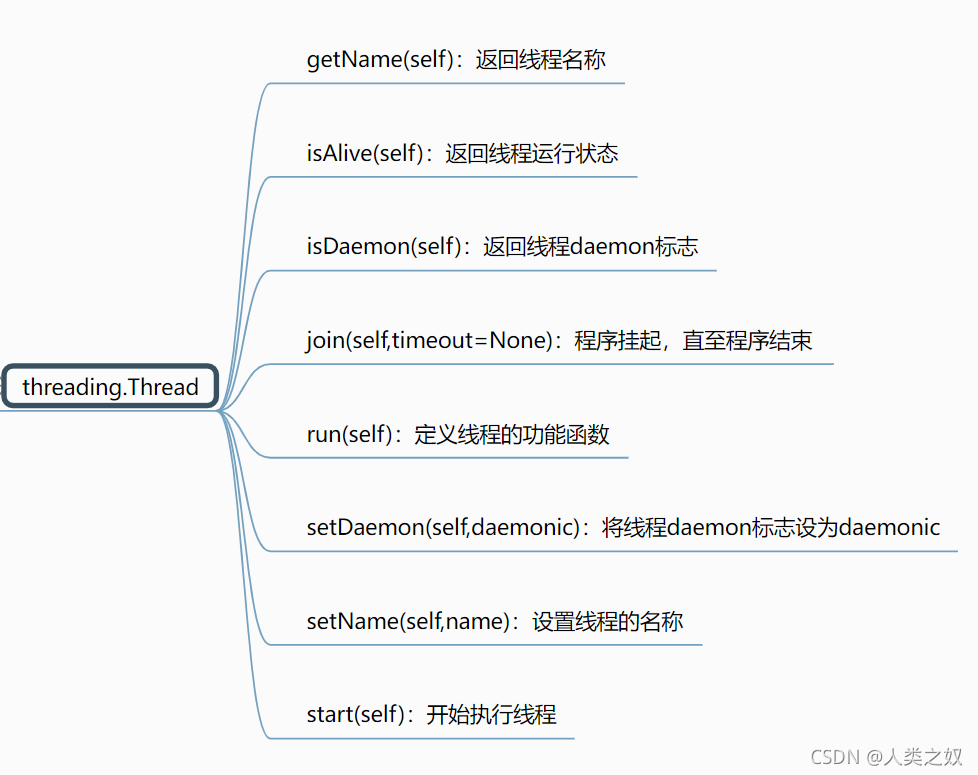 getName(self)：返回线程名称
isAlive(self)：返回线程运行状态
isDaemon(self)：返回线程daemon标志
join(self,timeout=None)：程序挂起，直至程序结束
threading.Thread
run(self)：定义线程的功能函数
setDaemon(self,daemonic)：将线程daemon标志设为daemonic
setName(self,name)：设置线程的名称
start(self)：开始执行线程
CSDN @人类之奴